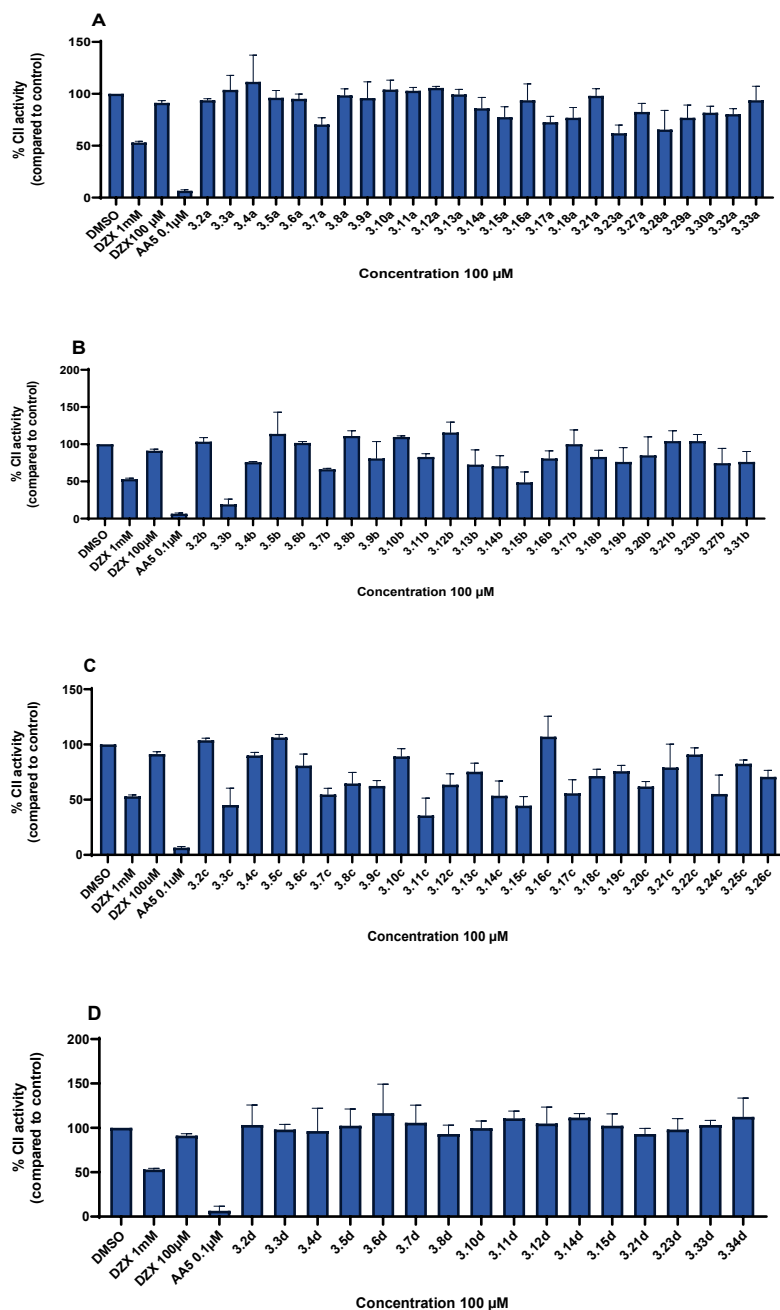 A
% CII activity
(compared to control)
150
100
50
0
DMSO
DZX 1mM
DZX100 µM
AA5 0.1µM
3.2a
3.3a
3.4a
3.5a
3.6a
3.7a
3.8a
3.9a
3.10a
3.11a
3.12a
3.13a
3.14a
3.15a
3.16a
3.17a
3.18a
3.21a
3.23a
3.27a
3.28a
3.29a
3.30a
3.32a
3.33a
Concentration 100 µM
B
% CII activity
(compared to control)
200
150
100
50
0
DMSO
DZX 1mM
DZX 100µM
AA5 0.1µM
3.2b
3.3b
3.4b
3.5b
3.6b
3.7b
3.8b
3.9b
3.10b
3.11b
3.12b
3.13b
3.14b
3.15b
3.16b
3.17b
3.18b
3.19b
3.20b
3.21b
3.23b
3.27b
3.31b
Concentration 100 µM
C
% CII activity
(compared to control)
150
100
50
0
DMSO
DZX 1mM
DZX 100uM
AA5 0.1uM
3.2c
3.3c
3.4c
3.5c
3.6c
3.7c
3.8c
3.9c
3.10c
3.11c
3.12c
3.13c
3.14c
3.15c
3.16c
3.17c
3.18c
3.19c
3.20c
3.21c
3.22c
3.24c
3.25c
3.26c
Concentration 100 µM
D
% CII activity
(compared to control)
200
150
100
50
0
DMSO
DZX 1mM
DZX 100µM
AA5 0.1µM
3.2d
3.3d
3.4d
3.5d
3.6d
3.7d
3.8d
3.10d
3.11d
3.12d
3.14d
3.15d
3.21d
3.23d
3.33d
3.34d
Concentration 100 µM